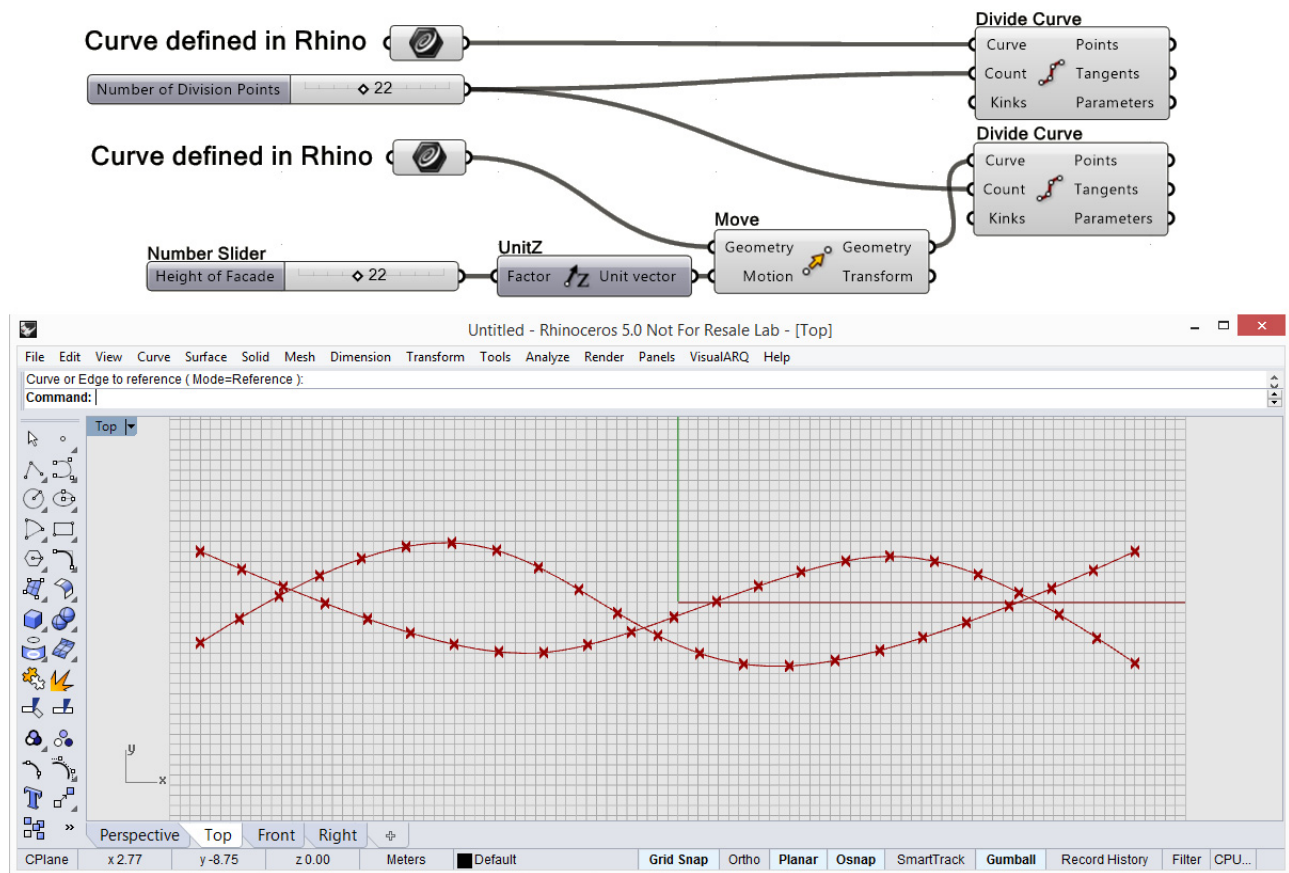 Divide Curve
Curve defined in Rhino
Curve Points
Number of Division Points 22
Count Tangents
Kinks Parameters
Divide Curve
Curve defined in Rhino
Curve Points
Count Tangents
Kinks Parameters
Move
Number Slider
UnitZ
Geometry Geometry
Height of Facade 22
Factor Z Unit vector
Motion Transform
Untitled - Rhinoceros 5.0 Not For Resale Lab - [Top]
File Edit View Curve Surface Solid Mesh Dimension Transform Tools Analyze Render Panels VisualARQ Help
Curve or Edge to reference ( Mode=Reference ):
Command:
Top
y
x
T
»
Perspective Top Front Right
CPlane x 2.77 y -8.75 z 0.00 Meters Default Grid Snap Ortho Planar Osnap SmartTrack Gumball Record History Filter CPU...